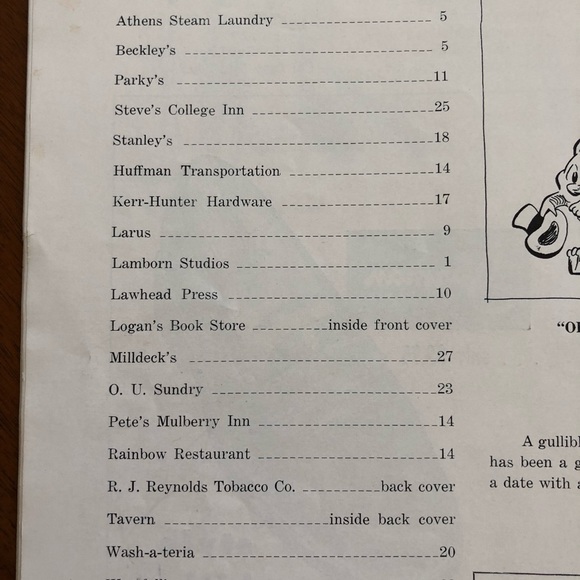 Athens Steam Laundry 5
Beckley's 5
Parky's 11
Steve's College Inn 25
Stanley's 18
Huffman Transportation 14
Kerr-Hunter Hardware 17
Larus 9
Lamborn Studios 1
Lawhead Press 10
Logan's Book Store inside front cover
Milldeck's 27
O. U. Sundry 23
Pete's Mulberry Inn 14
Rainbow Restaurant 14
R. J. Reynolds Tobacco Co. back cover
Tavern inside back cover
Wash-a-teria 20
A
has been a
a date with